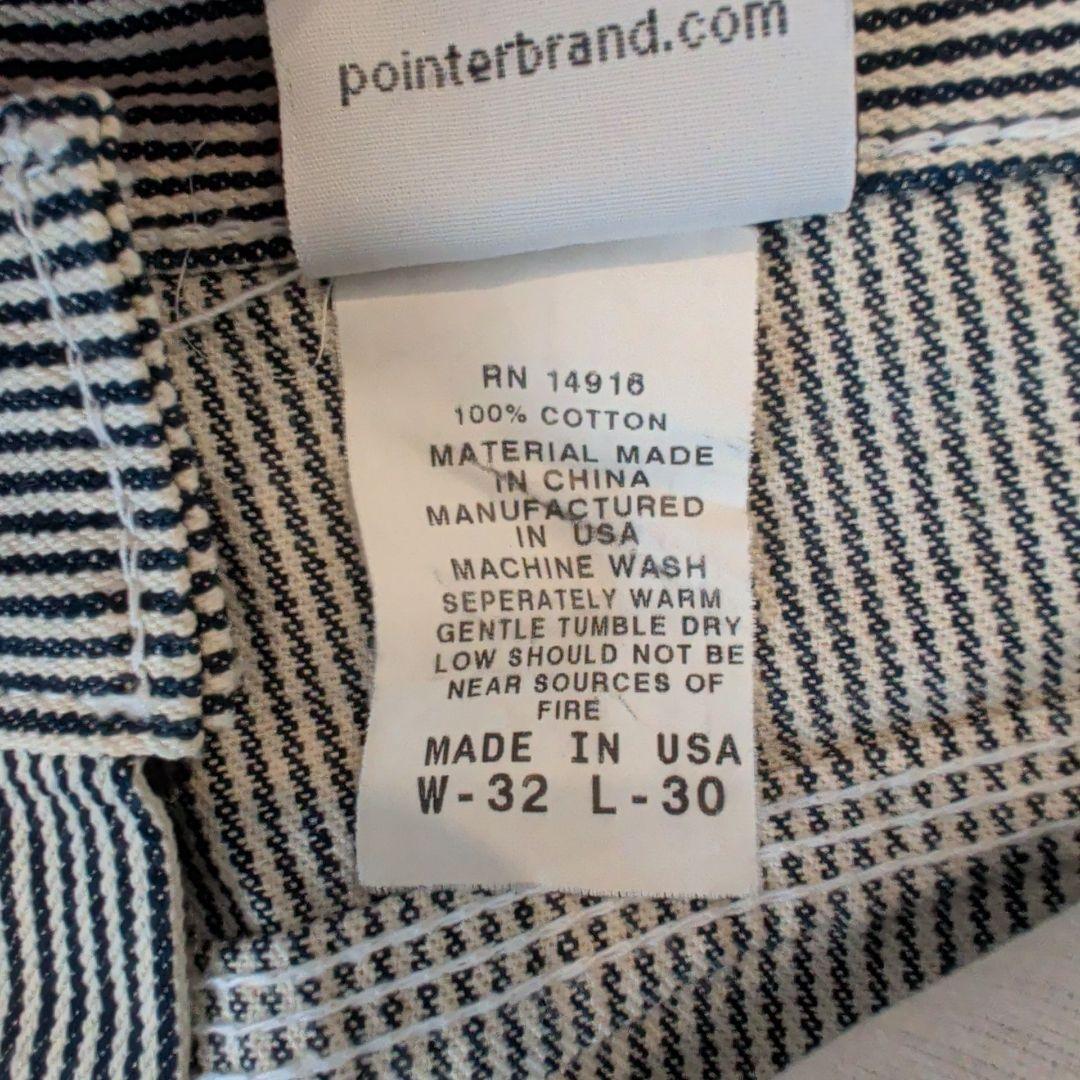 pointerbrand.com
RN 14916
100% COTTON
MATERIAL MADE
IN CHINA
MANUFACTURED
IN USA
MACHINE WASH
SEPERATELY WARM
GENTLE TUMBLE DRY
LOW SHOULD NOT BE
NEAR SOURCES OF
FIRE
MADE IN USA
W-32 L-30